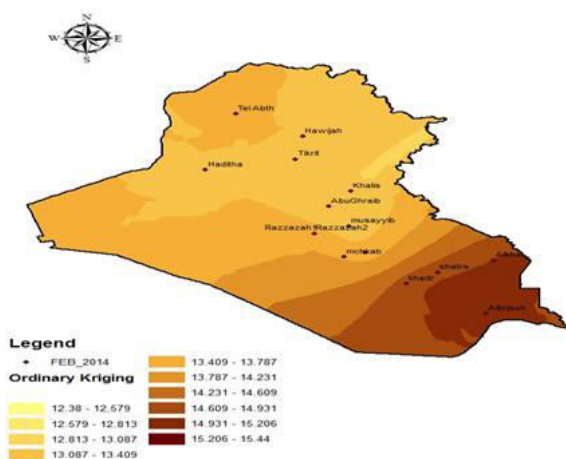 N
W E
S
Tel Abth
Hawijah
Tikrit
Haditha
Khalis
AbuGhraib
musayyib
Razzazah Razzazah2
shatra
khadr
Legend
FEB_2014
Ordinary Kriging
12.38 - 12.579
12.579 - 12.813
12.813 - 13.087
13.087 - 13.409
13.409 - 13.787
13.787 - 14.231
14.231 - 14.609
14.609 - 14.931
14.931 - 15.206
15.206 - 15.44